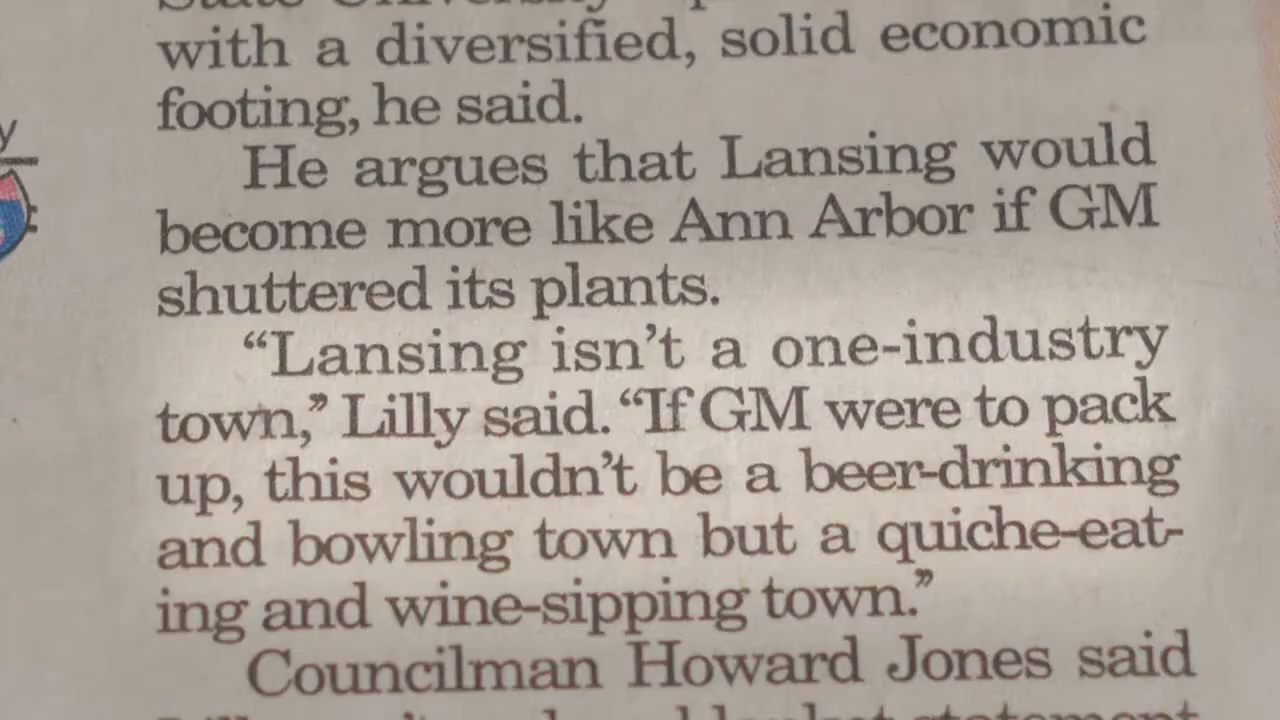 with a diversified, solid economic
footing, he said.
He argues that Lansing would
become more like Ann Arbor if GM
shuttered its plants.
“Lansing isn’t a one-industry
town,” Lilly said. “If GM were to pack
up, this wouldn’t be a beer-drinking
and bowling town but a quiche-eat-
ing and wine-sipping town.”
Councilman Howard Jones said